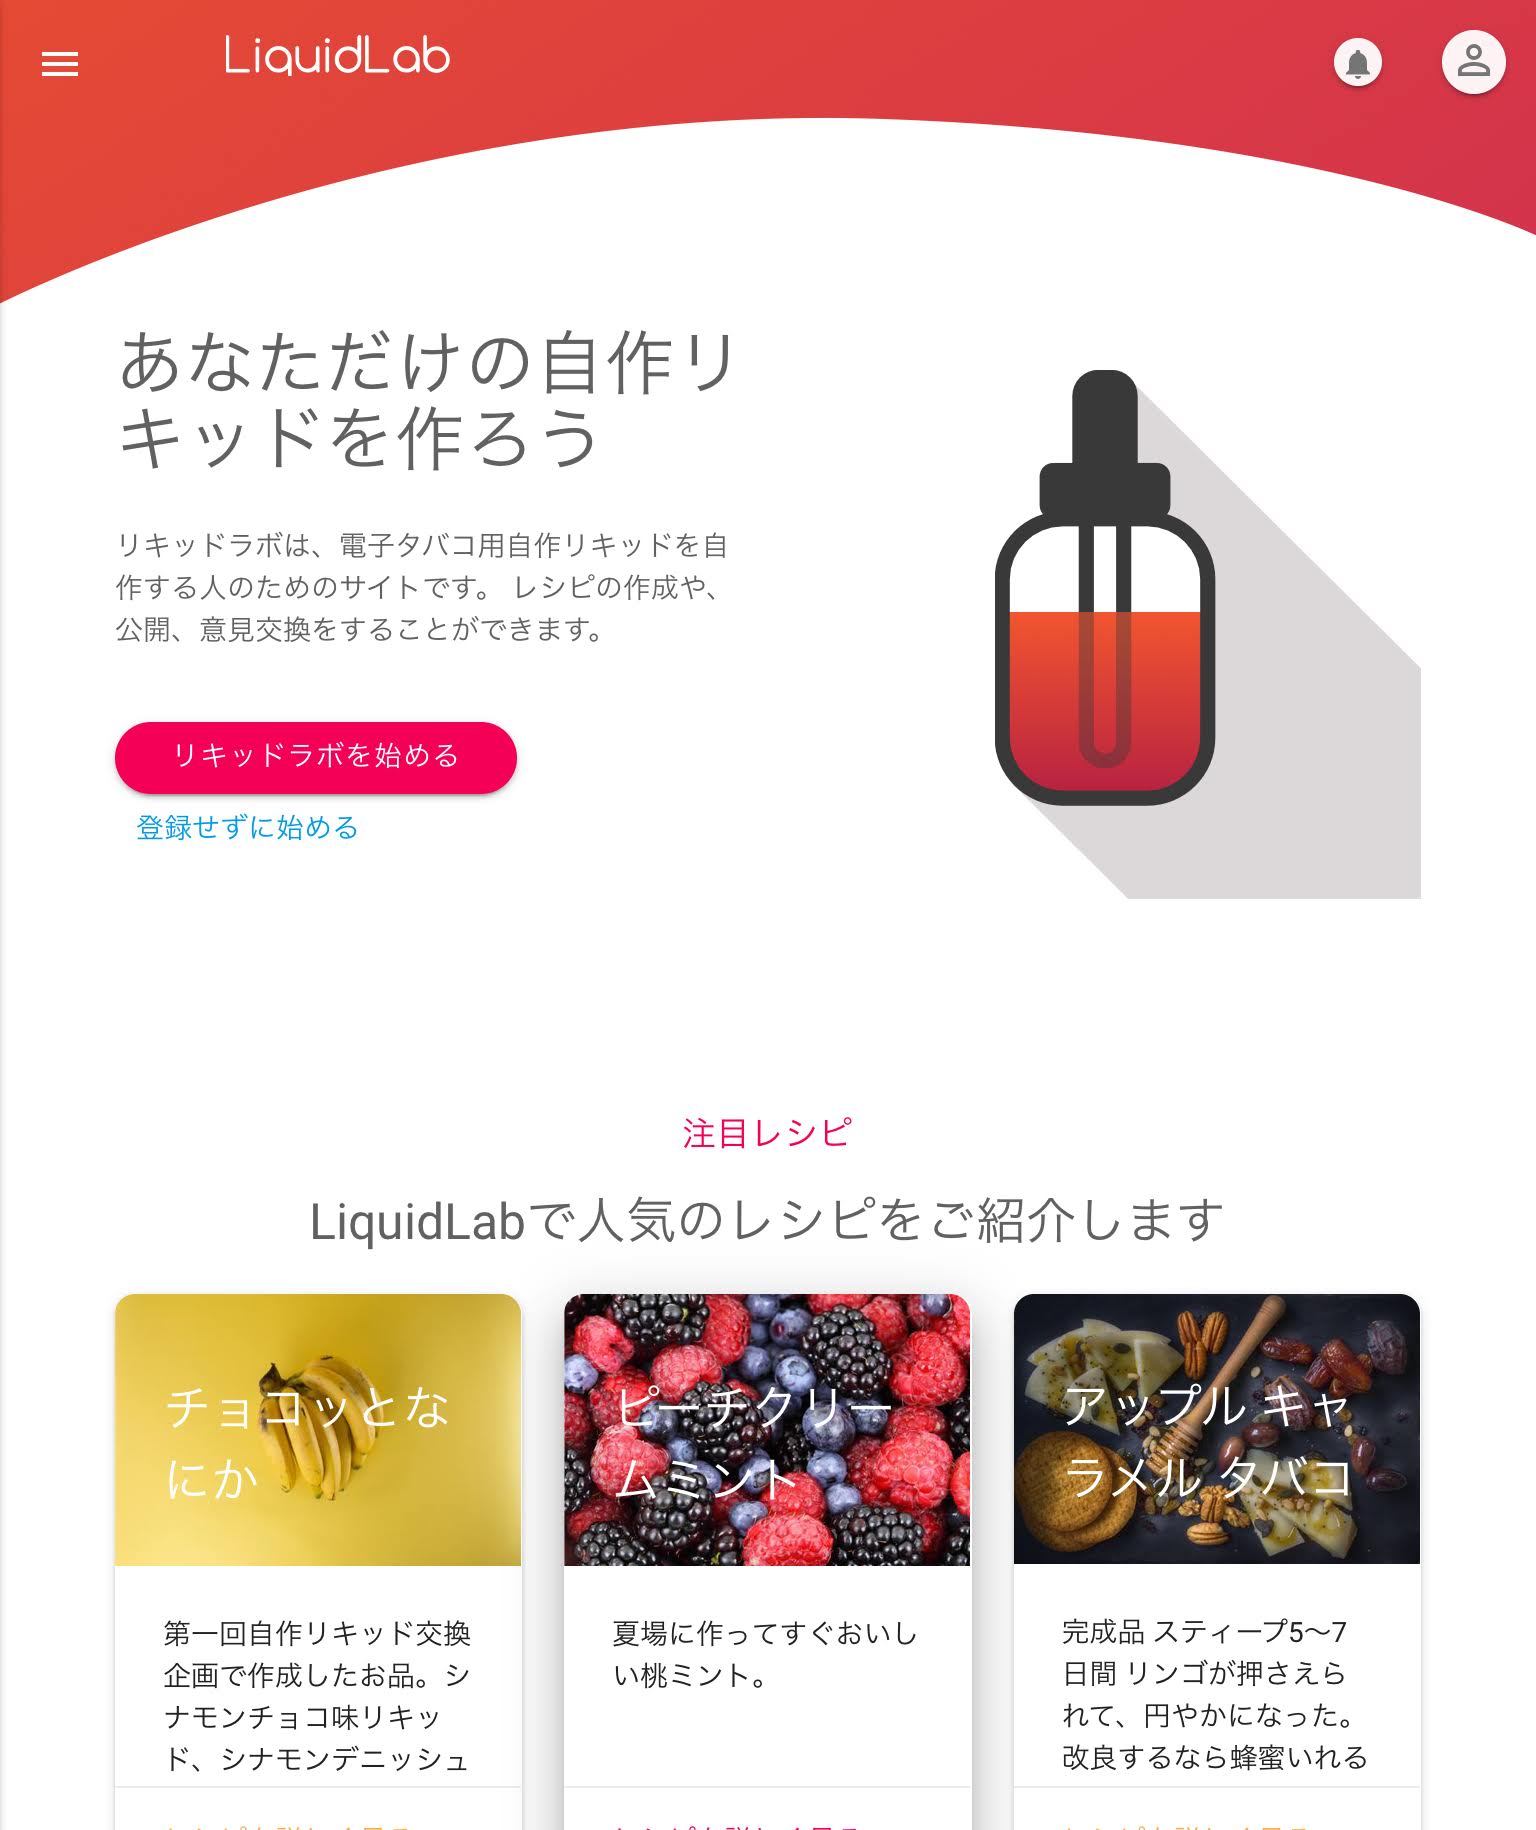 LiquidLab
あなただけの自作リ
キッドを作ろう
リキッドラボは、電子タバコ用自作リキッドを自
作する人のためのサイトです。 レシピの作成や、
公開、意見交換をすることができます。
リキッドラボを始める
登録せずに始める
注目レシピ
LiquidLabで人気のレシピをご紹介します
チョコッとな
にか
第一回自作リキッド交換
企画で作成したお品。シ
ナモンチョコ味リキッ
ド、シナモンデニッシュ
ピーチクリー
ムミント
夏場に作ってすぐおいし
い桃ミント。
アップル キャ
ラメル タバコ
完成品 スティープ5〜7
日間 リンゴが押さえら
れて、円やかになった。
改良するなら蜂蜜いれる